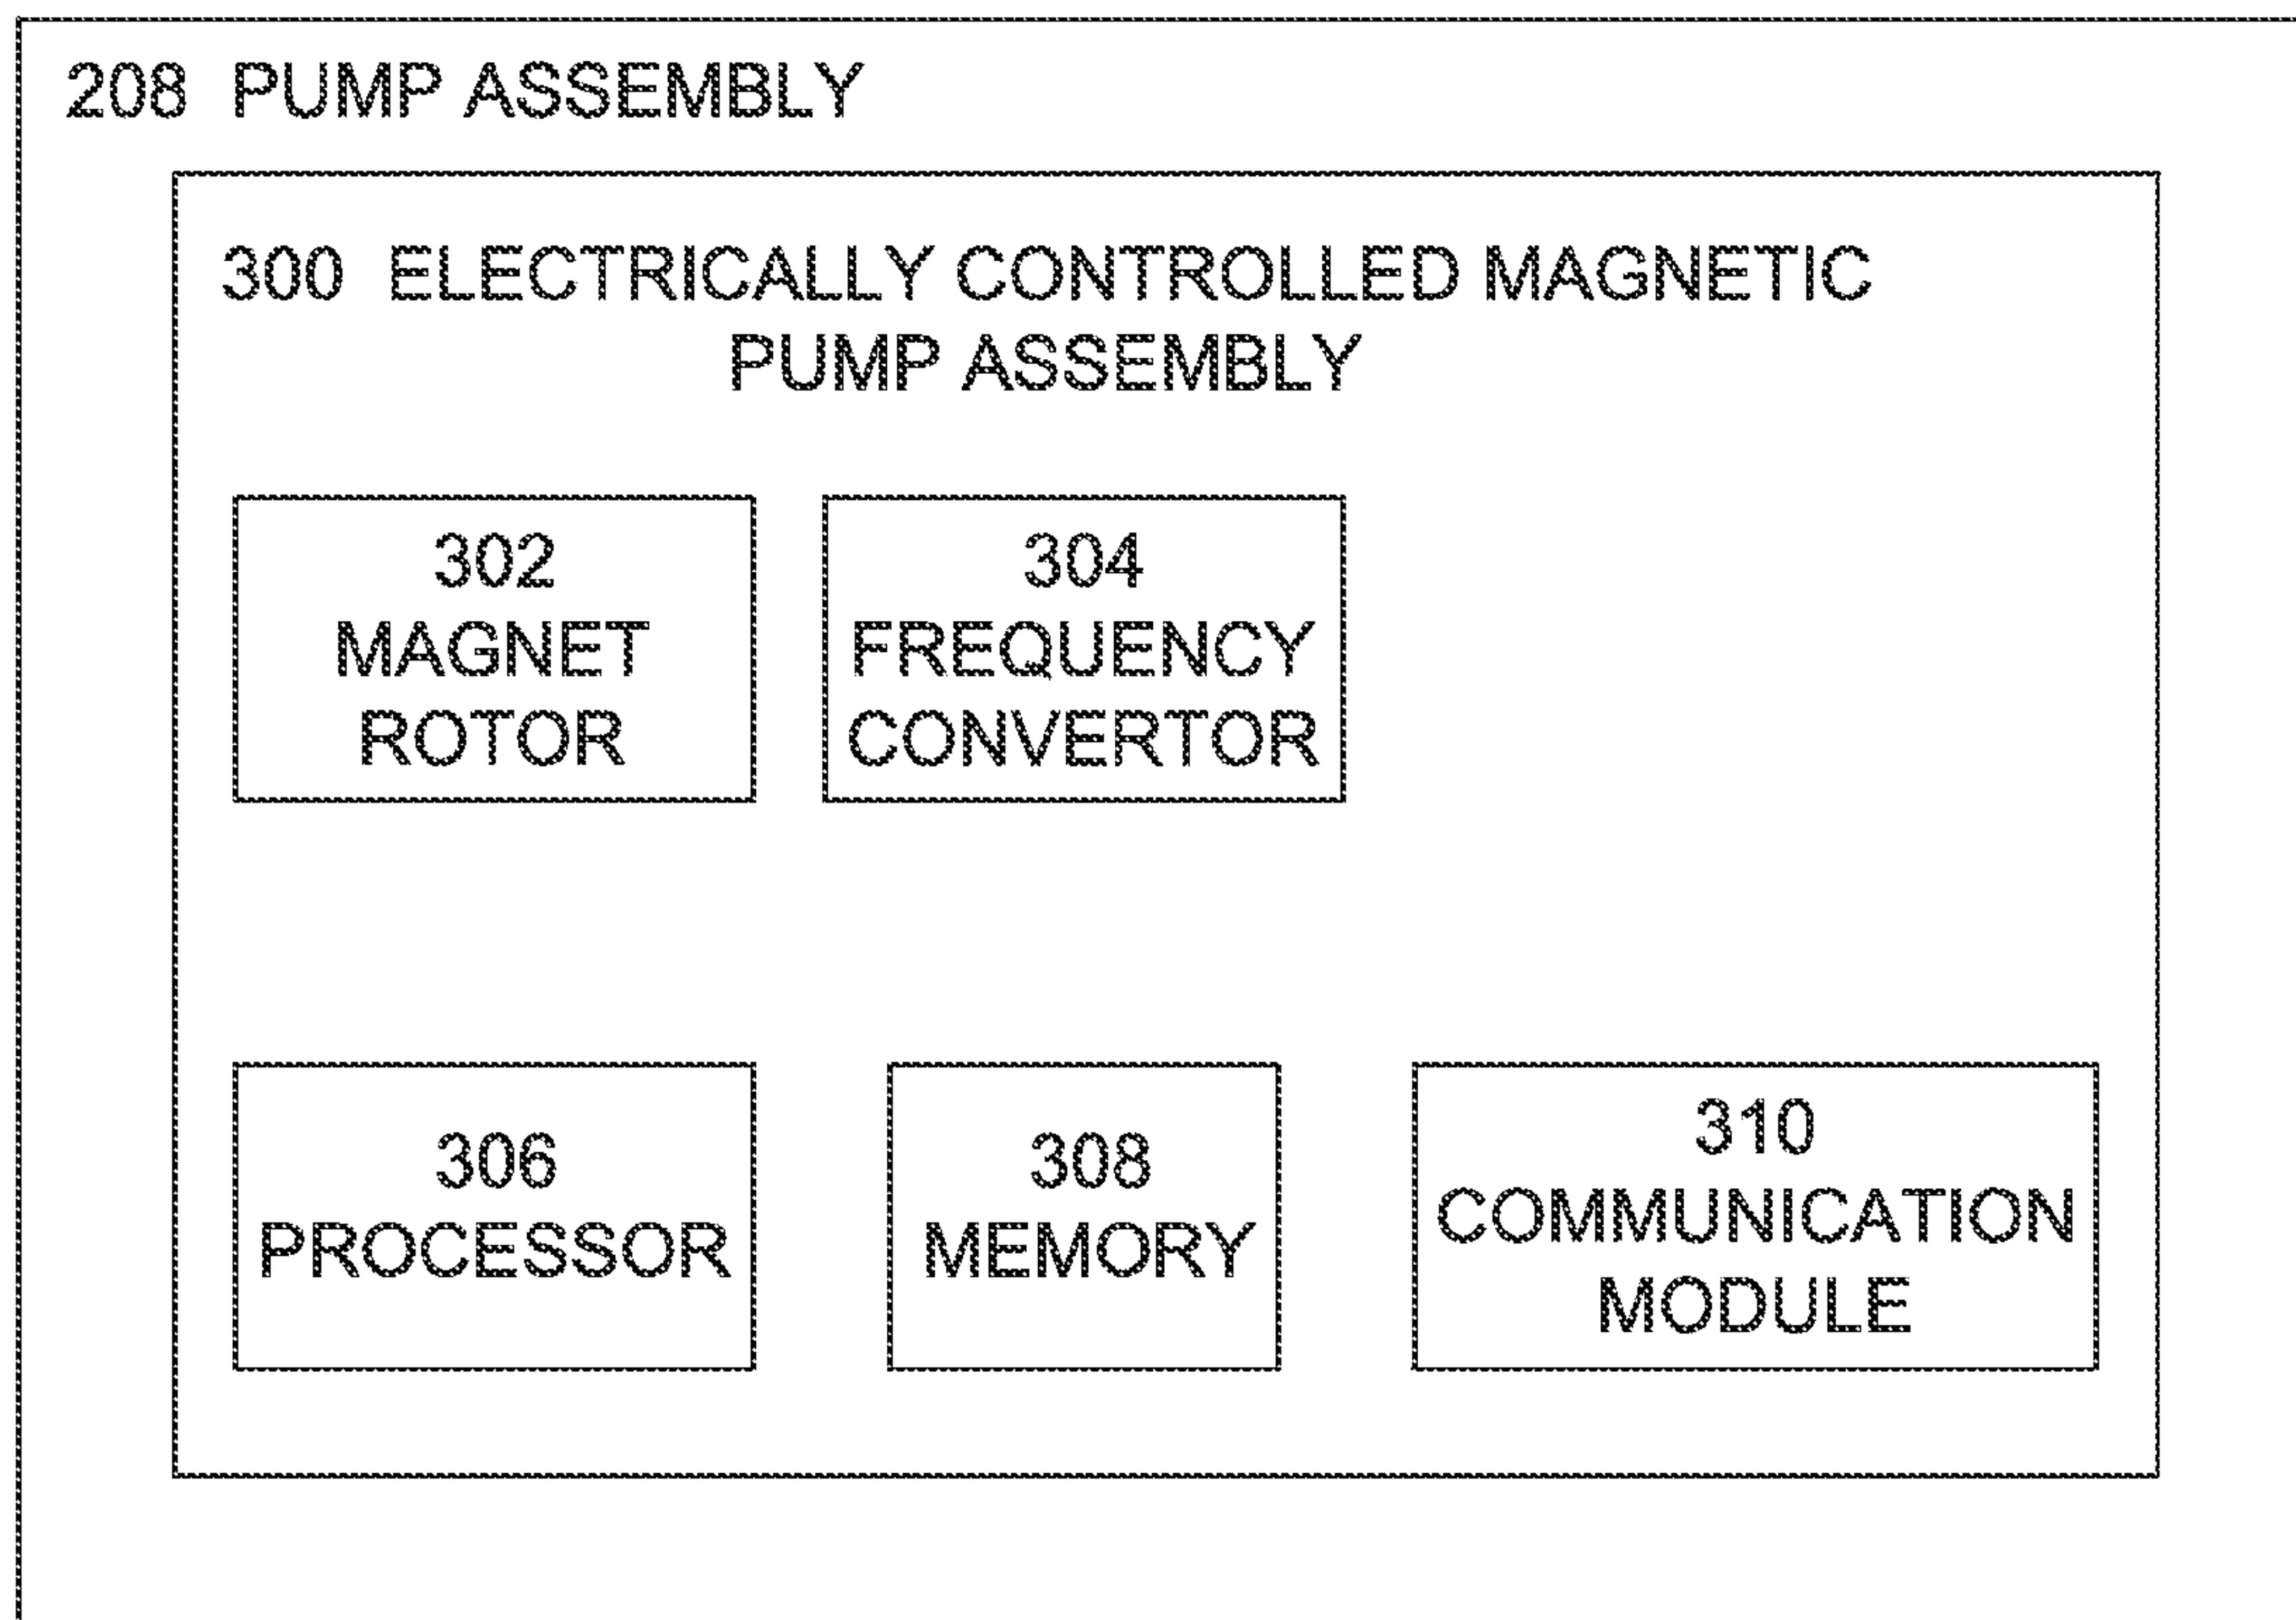 208 PUMP ASSEMBLY
300 ELECTRICALLY CONTROLLED MAGNETIC
PUMP ASSEMBLY
302
MAGNET
ROTOR
304
FREQUENCY
CONVERTOR
306
PROCESSOR
308
MEMORY
310
COMMUNICATION
MODULE